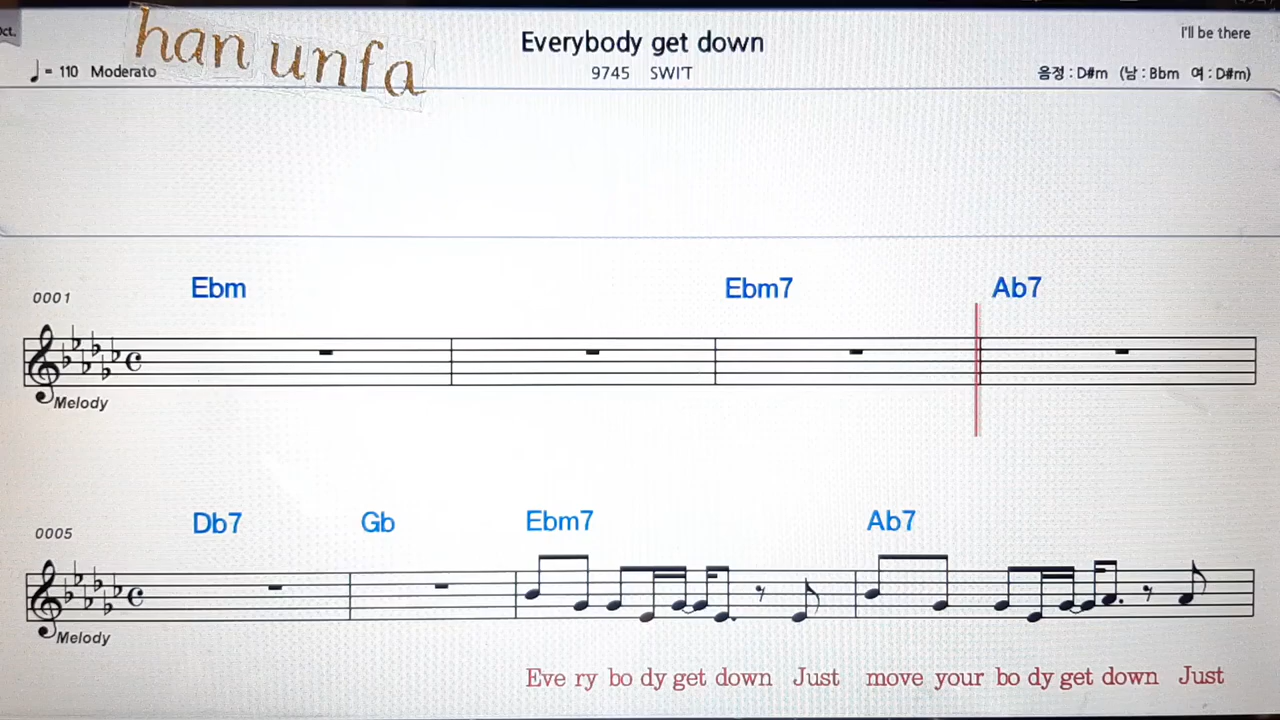 Oct.
han unfa
Everybody get down
I'll be there
♩= 110 Moderato
9745 SWI'T
음정 : D#m (남 : Bbm 여 : D#m)
0001
Ebm Ebm7 Ab7
Melody
0005
Db7 Gb Ebm7 Ab7
Melody
Eve ry bo dy get down Just move your bo dy get down Just